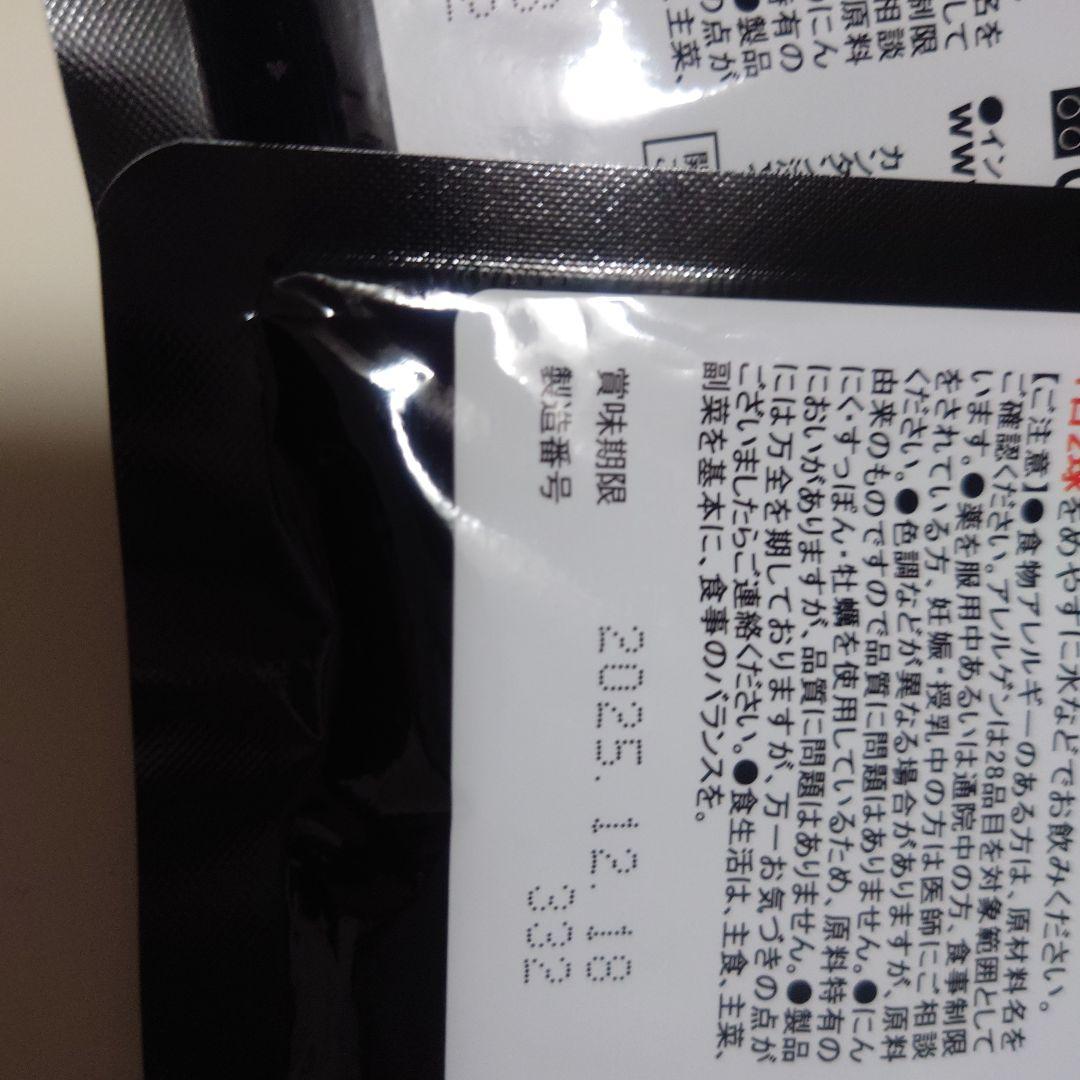 1日2球をめやすに水などでお飲みください。
【ご注意】●食物アレルギーのある方は、原材料名を
ご確認ください。アレルゲンは28品目を対象範囲として
います。●薬を服用中あるいは通院中の方、食事制限
をされている方、妊娠・授乳中の方は医師にご相談
ください。●色調などが異なる場合がありますが、原料
由来のものですので品質に問題はありません。●にん
にく・すっぽん・牡蠣を使用しているため、原料特有の
においがありますが、品質に問題はありません。●製品
には万全を期しておりますが、万一お気づきの点が
ございましたらご連絡ください。●食生活は、主食、主菜、
副菜を基本に、食事のバランスを。
賞味期限 2025.12.18
製造番号 332
名を
して
制限
相談
原料
にん
有の
製品
点が
主菜、
●イン
WW